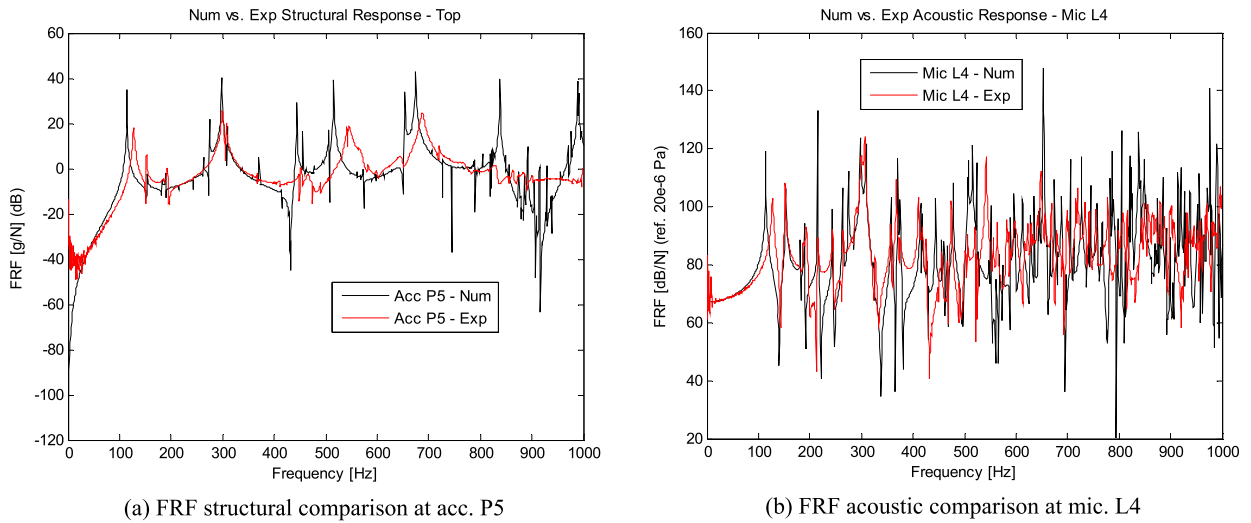 Num vs. Exp Structural Response - Top
60
40
20
0
-20
-40
-60
-80
-100
-120
FRF [g/N] (dB)
Acc P5 - Num
Acc P5 - Exp
0 100 200 300 400 500 600 700 800 900 1000
Frequency [Hz]
(a) FRF structural comparison at acc. P5
Num vs. Exp Acoustic Response - Mic L4
160
140
120
100
80
60
40
20
FRF [dB/N] (ref. 20e-6 Pa)
Mic L4 - Num
Mic L4 - Exp
0 100 200 300 400 500 600 700 800 900 1000
Frequency [Hz]
(b) FRF acoustic comparison at mic. L4